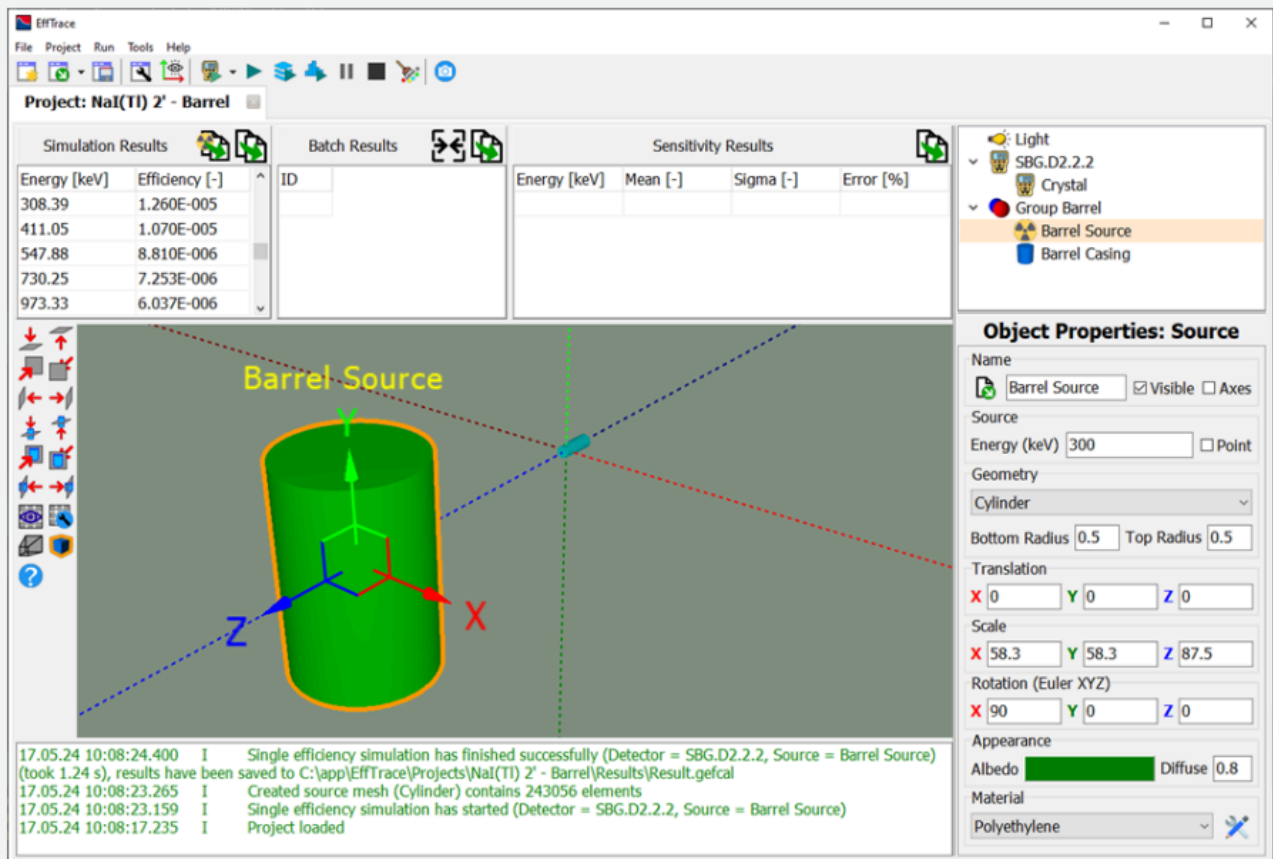 EffTrace
File Project Run Tools Help
Project: NaI(Tl) 2' - Barrel
Simulation Results
Energy [keV] Efficiency [-]
308.39 1.260E-005
411.05 1.070E-005
547.88 8.810E-006
730.25 7.253E-006
973.33 6.037E-006
Batch Results
ID
Sensitivity Results
Energy [keV] Mean [-] Sigma [-] Error [%]
Light
SBG.D2.2.2
Crystal
Group Barrel
Barrel Source
Barrel Casing
Barrel Source
Y
Z
X
Object Properties: Source
Name
Barrel Source Visible Axes
Source
Energy (keV) 300 Point
Geometry
Cylinder
Bottom Radius 0.5 Top Radius 0.5
Translation
X 0 Y 0 Z 0
Scale
X 58.3 Y 58.3 Z 87.5
Rotation (Euler XYZ)
X 90 Y 0 Z 0
Appearance
Albedo Diffuse 0.8
Material
Polyethylene
17.05.24 10:08:24.400 I Single efficiency simulation has finished successfully (Detector = SBG.D2.2.2, Source = Barrel Source)
(took 1.24 s), results have been saved to C:\app\EffTrace\Projects\NaI(Tl) 2' - Barrel\Results\Result.gefcal
17.05.24 10:08:23.265 I Created source mesh (Cylinder) contains 243056 elements
17.05.24 10:08:23.159 I Single efficiency simulation has started (Detector = SBG.D2.2.2, Source = Barrel Source)
17.05.24 10:08:17.235 I Project loaded